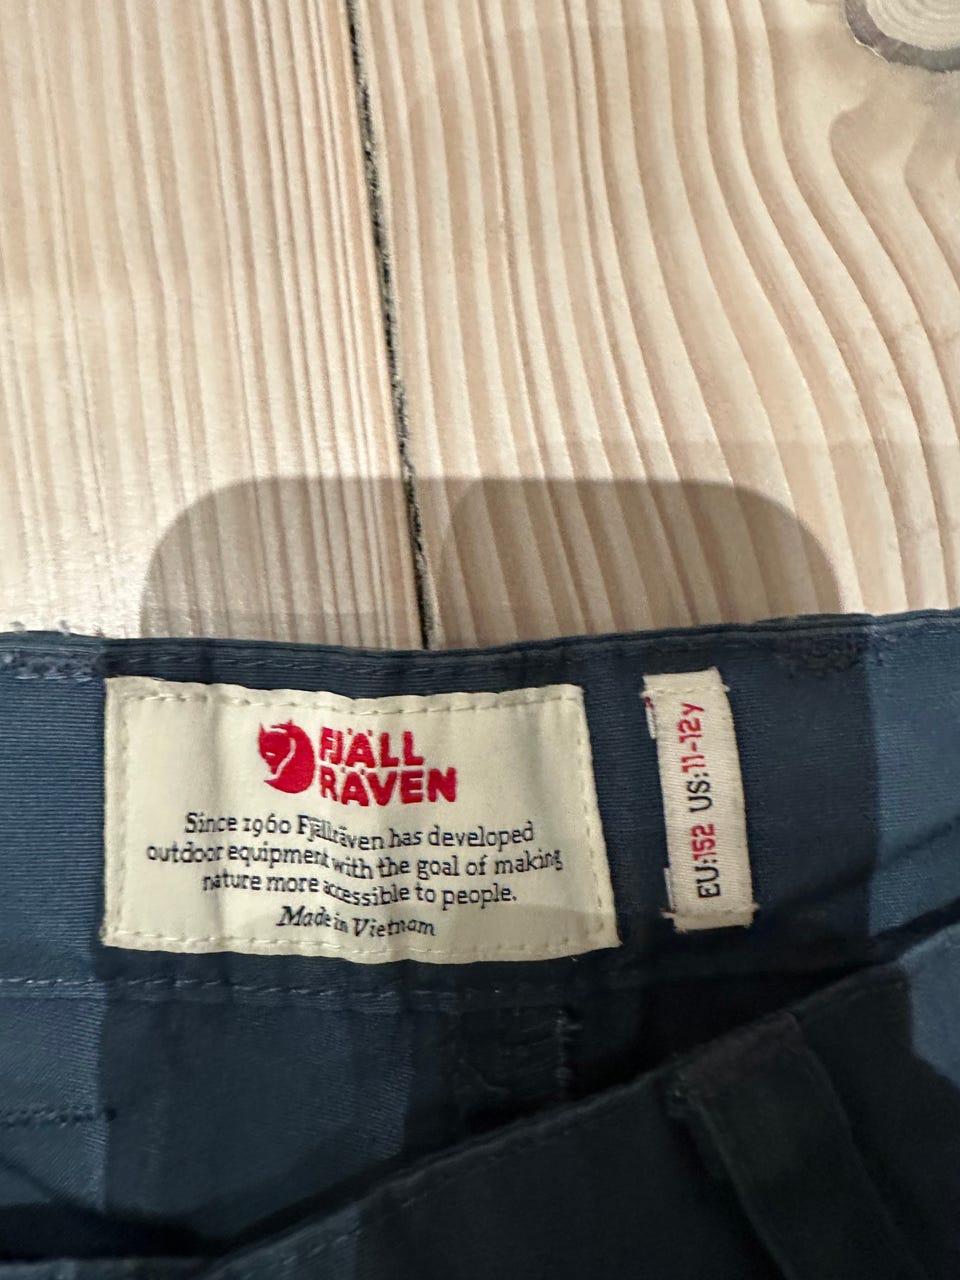 FJÄLL
RÄVEN
Since 1960 Fjällräven has developed
outdoor equipment with the goal of making
nature more accessible to people.
Made in Vietnam
EU:152 US:11-12y